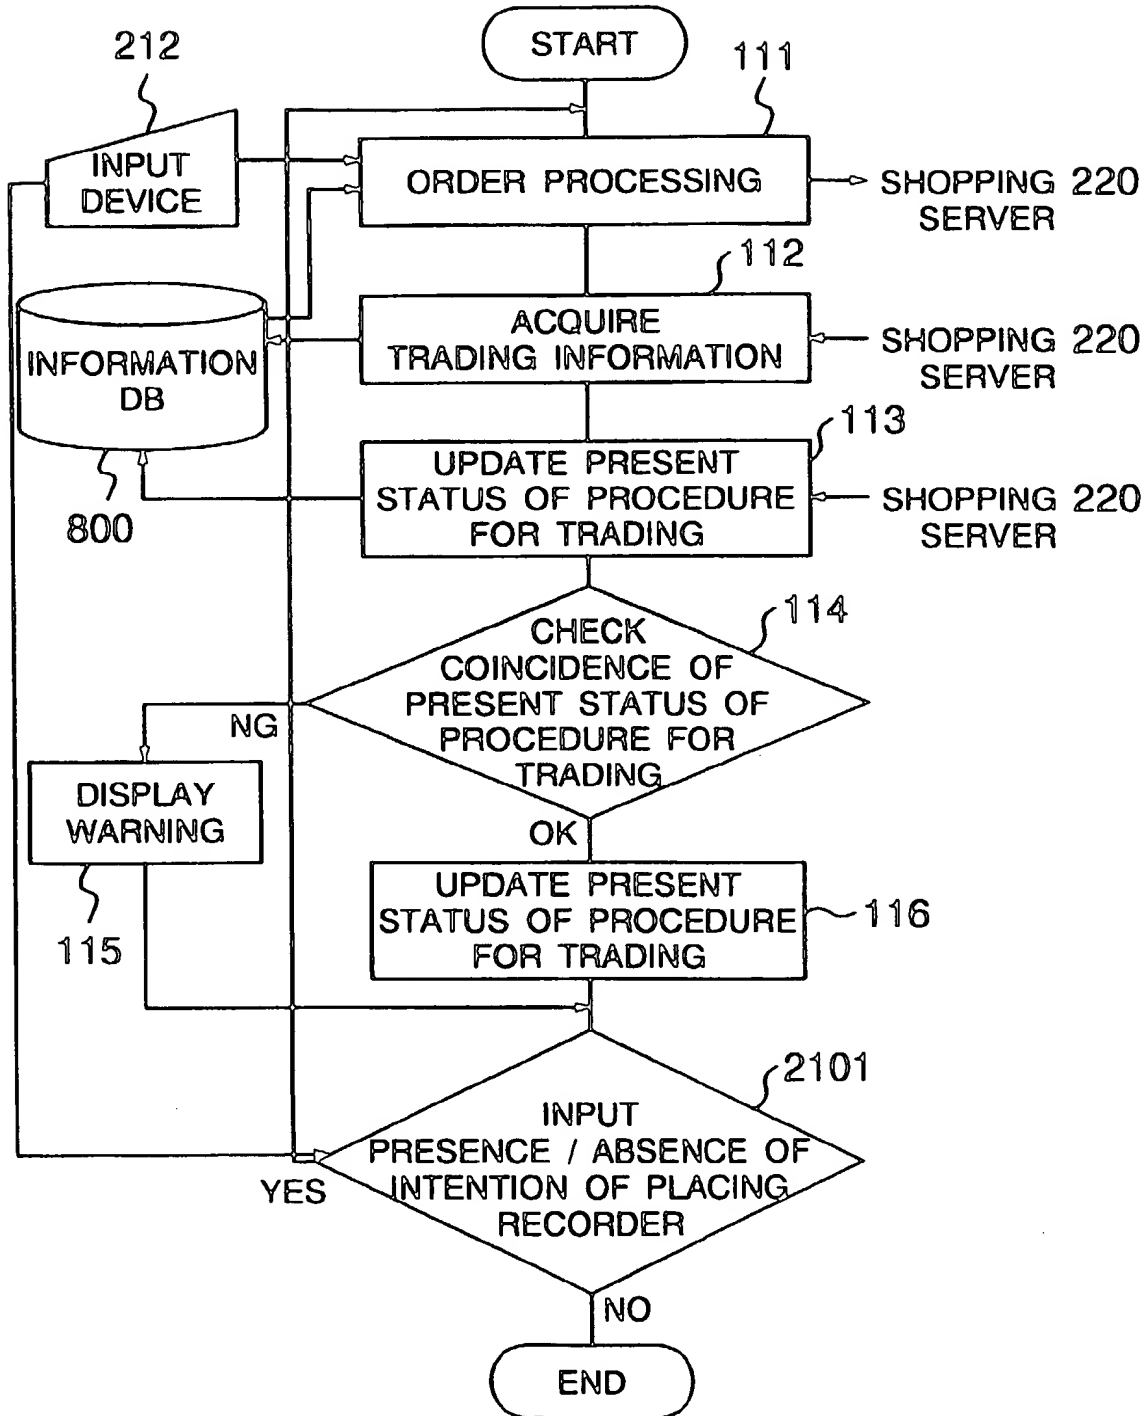 START
212
111
INPUT
DEVICE
ORDER PROCESSING
SHOPPING 220
SERVER
112
ACQUIRE
TRADING INFORMATION
SHOPPING 220
SERVER
INFORMATION
DB
800
113
UPDATE PRESENT
STATUS OF PROCEDURE
FOR TRADING
SHOPPING 220
SERVER
114
CHECK
COINCIDENCE OF
PRESENT STATUS OF
PROCEDURE FOR
TRADING
NG
DISPLAY
WARNING
115
OK
UPDATE PRESENT
STATUS OF PROCEDURE
FOR TRADING
116
2101
INPUT
PRESENCE / ABSENCE OF
INTENTION OF PLACING
RECORDER
YES
NO
END